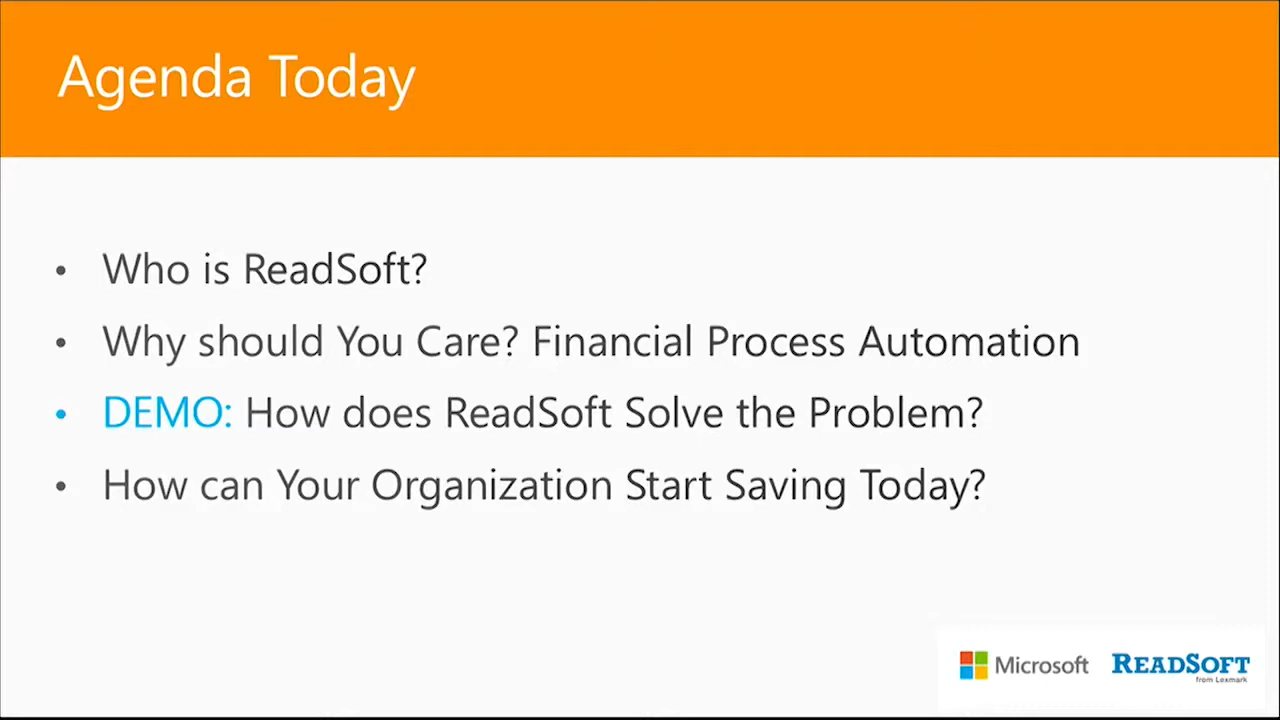 Agenda Today
• Who is ReadSoft?
• Why should You Care? Financial Process Automation
• DEMO: How does ReadSoft Solve the Problem?
• How can Your Organization Start Saving Today?
Microsoft READSOFT
from Lexmark